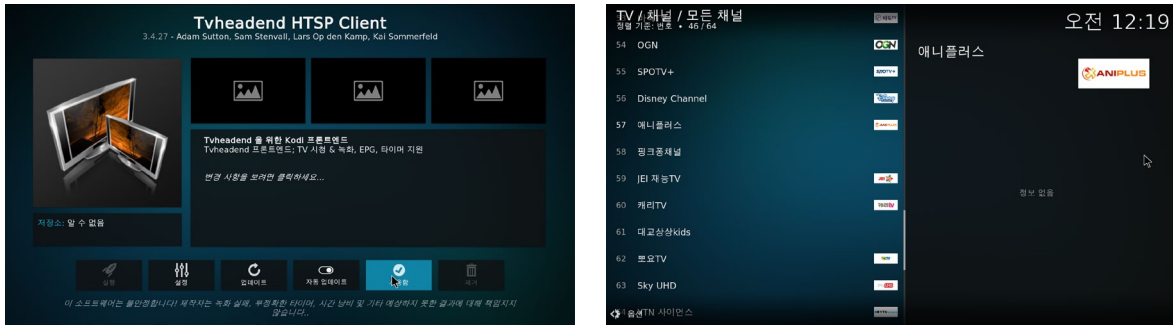 Tvheadend HTSP Client
3.4.27 - Adam Sutton, Sam Stenvall, Lars Op den Kamp, Kai Sommerfeld
Tvheadend 을 위한 Kodi 프론트엔드
Tvheadend 프론트엔드; TV 시청 & 녹화, EPG, 타이머 지원
변경 사항을 보려면 클릭하세요...
저장소: 알 수 없음
실행 설정 업데이트 자동 업데이트 제거
이 소프트웨어는 불안정합니다! 제작자는 녹화 실패, 부정확한 타이머, 시간 낭비 및 기타 예상하지 못한 결과에 대해 책임지지
않습니다..
TV / 채널 / 모든 채널
정렬 기준: 번호 • 46 / 64
오전 12:19
54 OGN
OGN
55 SPOTV+
SPOTV+
56 Disney Channel
57 애니플러스
58 핑크퐁채널
59 JEI 재능TV
JEI
60 캐리TV
캐리TV
61 대교상상kids
62 뽀요TV
63 Sky UHD
UHD
옵션
사이언스
애니플러스
ANIPLUS
정보 없음